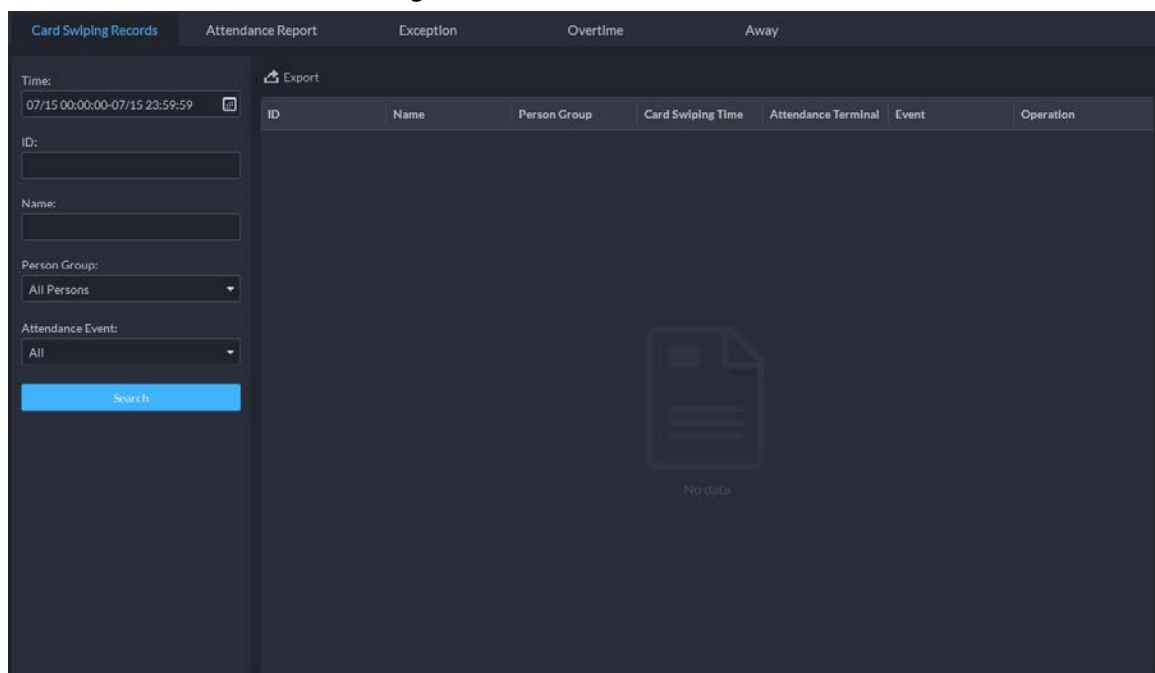 Card Swiping Records Attendance Report Exception Overtime Away
Time:
07/15 00:00:00-07/15 23:59:59
ID:
Name:
Person Group:
All Persons
Attendance Event:
All
Search
Export
ID Name Person Group Card Swiping Time Attendance Terminal Event Operation
No data